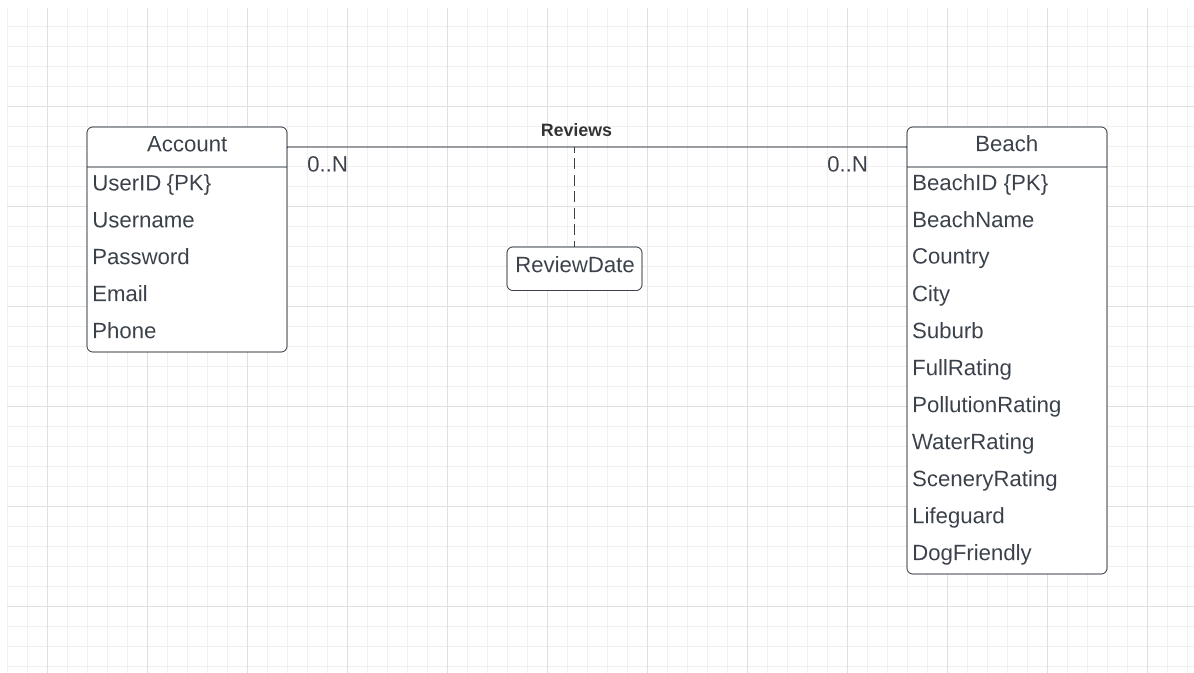 Reviews
Account
0..N
0..N
Beach
UserID {PK}
Username
Password
Email
Phone
ReviewDate
BeachID {PK}
BeachName
Country
City
Suburb
FullRating
PollutionRating
WaterRating
SceneryRating
Lifeguard
DogFriendly